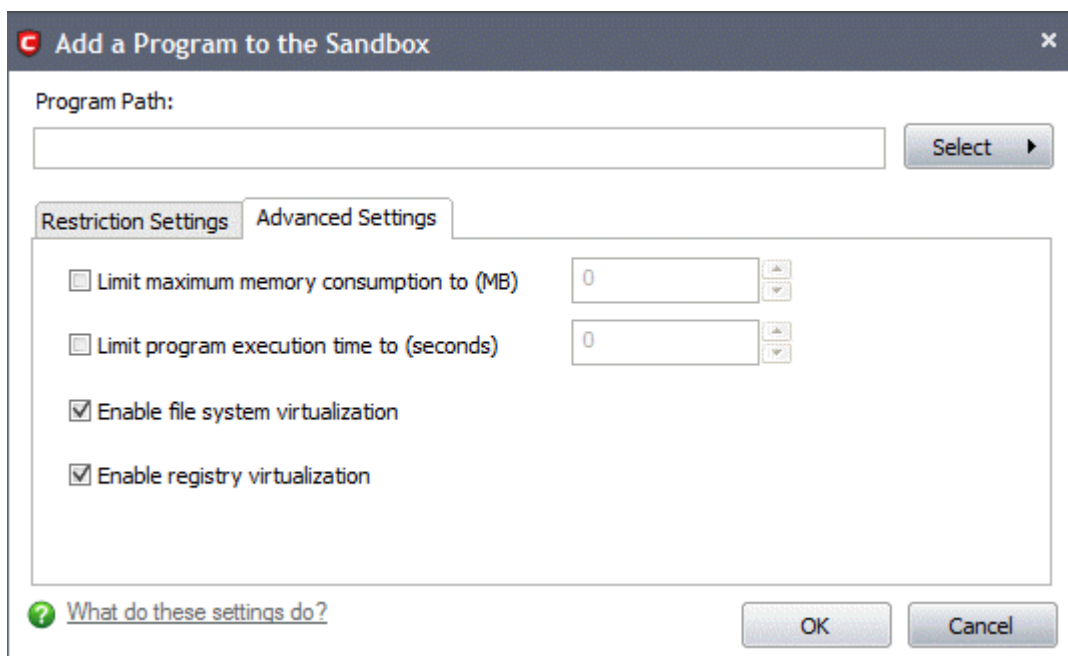 Add a Program to the Sandbox
Program Path:
Select
Restriction Settings
Advanced Settings
Limit maximum memory consumption to (MB)
0
Limit program execution time to (seconds)
0
Enable file system virtualization
Enable registry virtualization
What do these settings do?
OK
Cancel